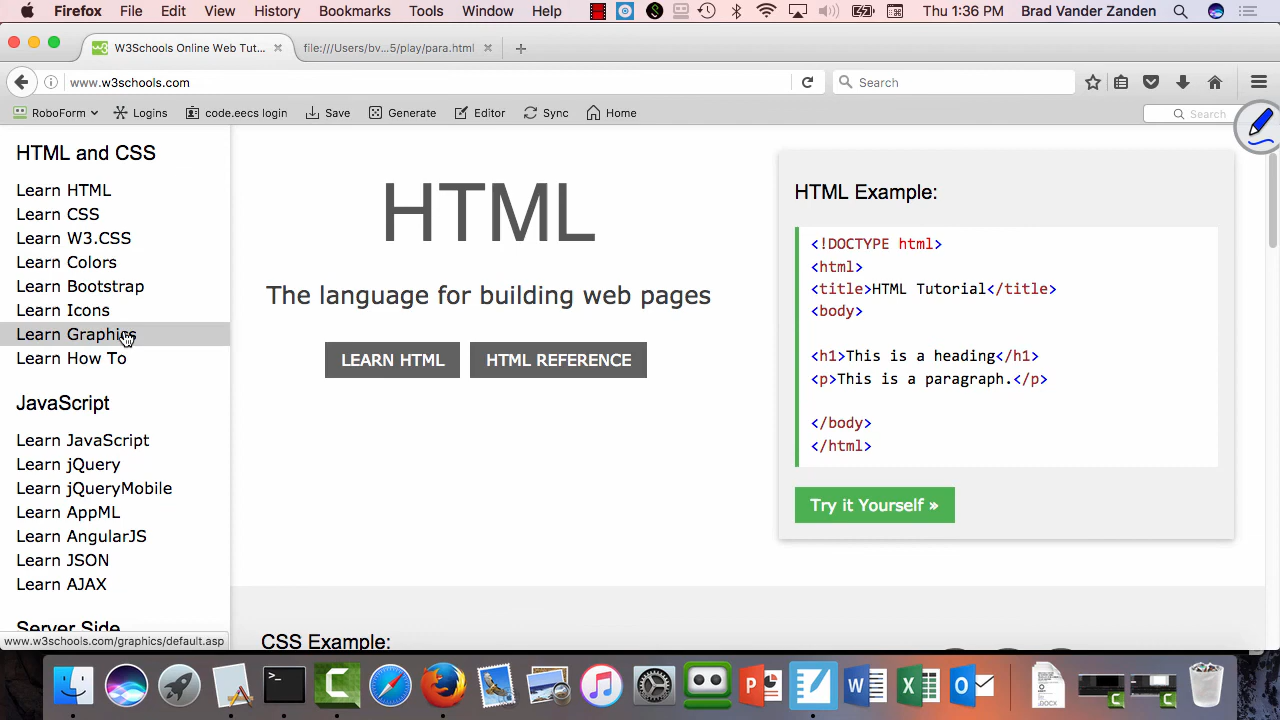 Firefox File Edit View History Bookmarks Tools Window Help Thu 1:36 PM Brad Vander Zanden
W3Schools Online Web Tut... file:///Users/bv...5/play/para.html
www.w3schools.com Search
RoboForm Logins code.eecs login Save Generate Editor Sync Home Search
HTML and CSS
Learn HTML
Learn CSS
Learn W3.CSS
Learn Colors
Learn Bootstrap
Learn Icons
Learn Graphics
Learn How To
JavaScript
Learn JavaScript
Learn jQuery
Learn jQueryMobile
Learn AppML
Learn AngularJS
Learn JSON
Learn AJAX
Server Side
www.w3schools.com/graphics/default.asp
HTML
The language for building web pages
LEARN HTML HTML REFERENCE
HTML Example:
<!DOCTYPE html>
<html>
<title>HTML Tutorial</title>
<body>
<h1>This is a heading</h1>
<p>This is a paragraph.</p>
</body>
</html>
Try it Yourself »
CSS Example:
.DOCX